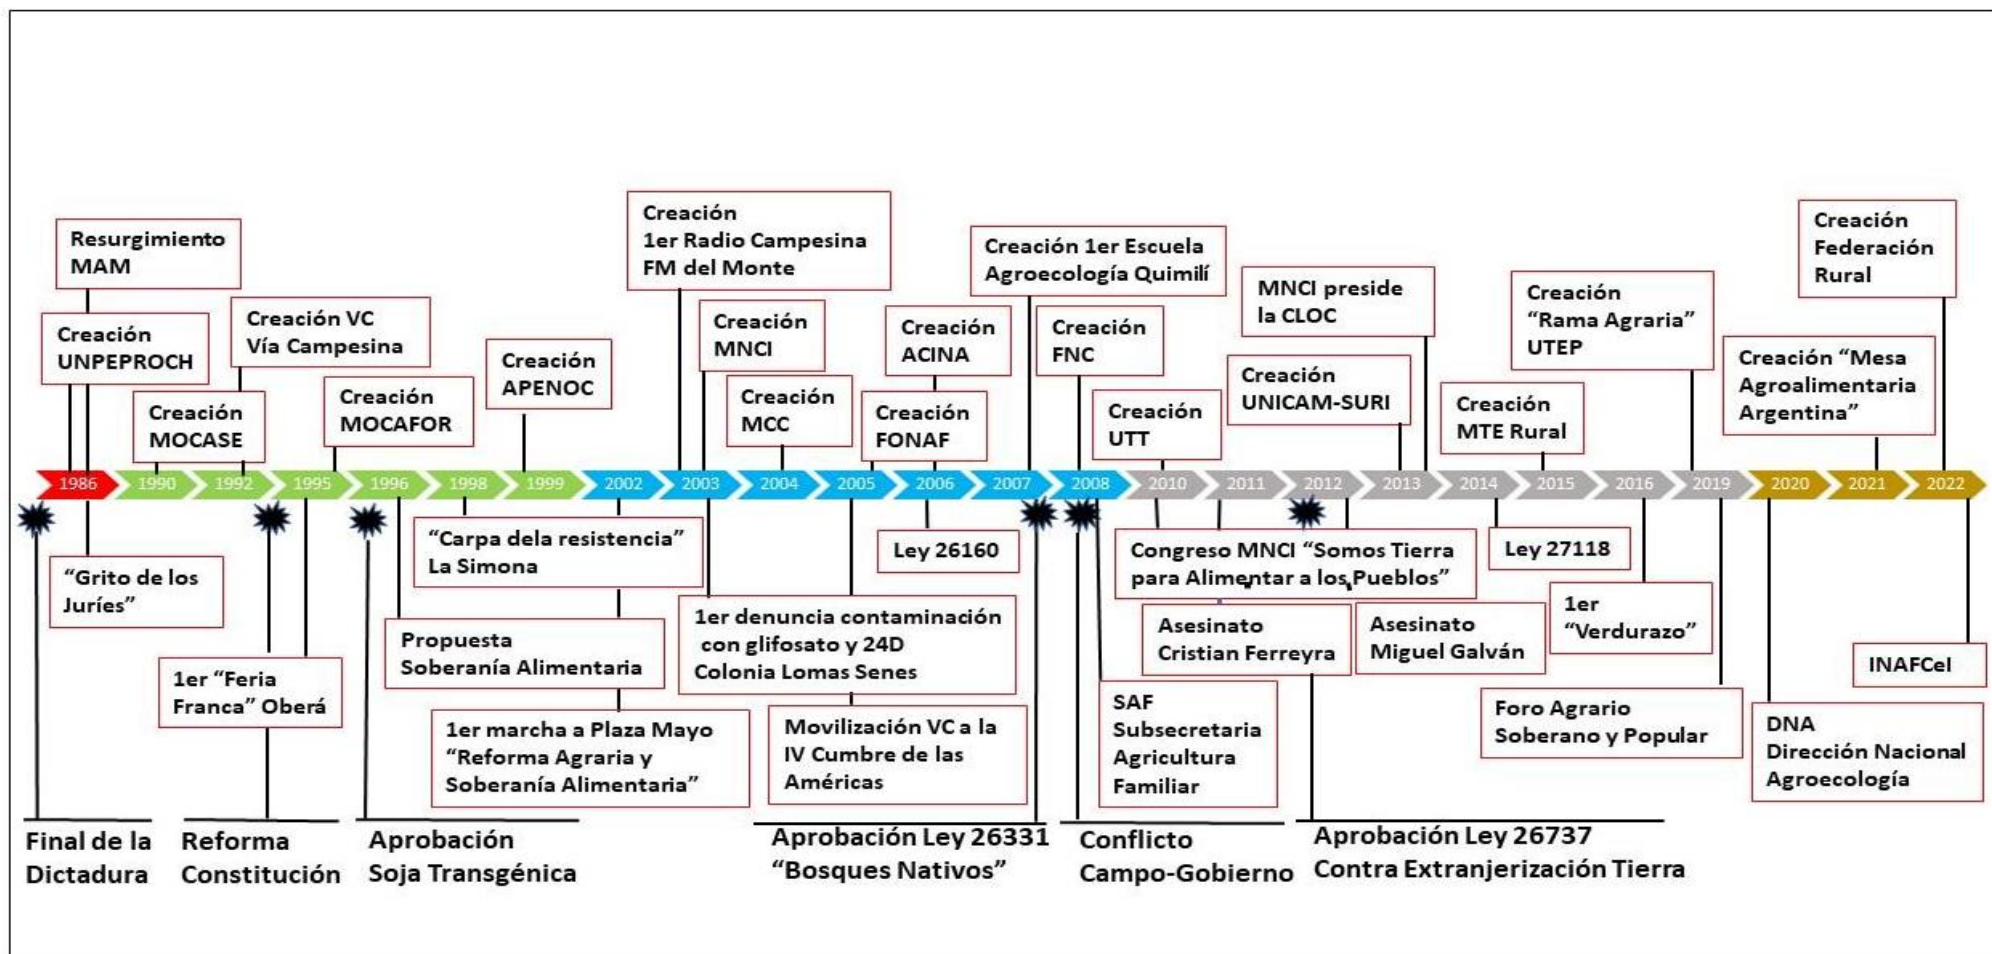 Resurgimiento
MAM
Creación
UNPEPROCH
Creación
MOCASE
Creación VC
Vía Campesina
Creación
MOCAFOR
Creación
APENOC
Creación
1er Radio Campesina
FM del Monte
Creación
MNCI
Creación
MCC
Creación
ACINA
Creación
FONAF
Creación 1er Escuela
Agroecología Quimilí
Creación
FNC
Creación
UTT
MNCI preside
la CLOC
Creación
UNICAM-SURI
Creación
MTE Rural
Creación
“Rama Agraria”
UTEP
Creación “Mesa
Agroalimentaria
Argentina”
Creación
Federación
Rural
1986 1990 1992 1995 1996 1998 1999 2002 2003 2004 2005 2006 2007 2008 2010 2011 2012 2013 2014 2015 2016 2019 2020 2021 2022
“Grito de los
Juríes”
1er “Feria
Franca” Oberá
“Carpa dela resistencia”
La Simona
Propuesta
Soberanía Alimentaria
1er marcha a Plaza Mayo
“Reforma Agraria y
Soberanía Alimentaria”
1er denuncia contaminación
con glifosato y 24D
Colonia Lomas Senes
Movilización VC a la
IV Cumbre de las
Américas
Ley 26160
Congreso MNCI “Somos Tierra
para Alimentar a los Pueblos”
Asesinato
Cristian Ferreyra
SAF
Subsecretaria
Agricultura
Familiar
Asesinato
Miguel Galván
Ley 27118
1er
“Verdurazo”
Foro Agrario
Soberano y Popular
DNA
Dirección Nacional
Agroecología
INAFCeI
Final de la
Dictadura
Reforma
Constitución
Aprobación
Soja Transgénica
Aprobación Ley 26331
“Bosques Nativos”
Conflicto
Campo-Gobierno
Aprobación Ley 26737
Contra Extranjerización Tierra